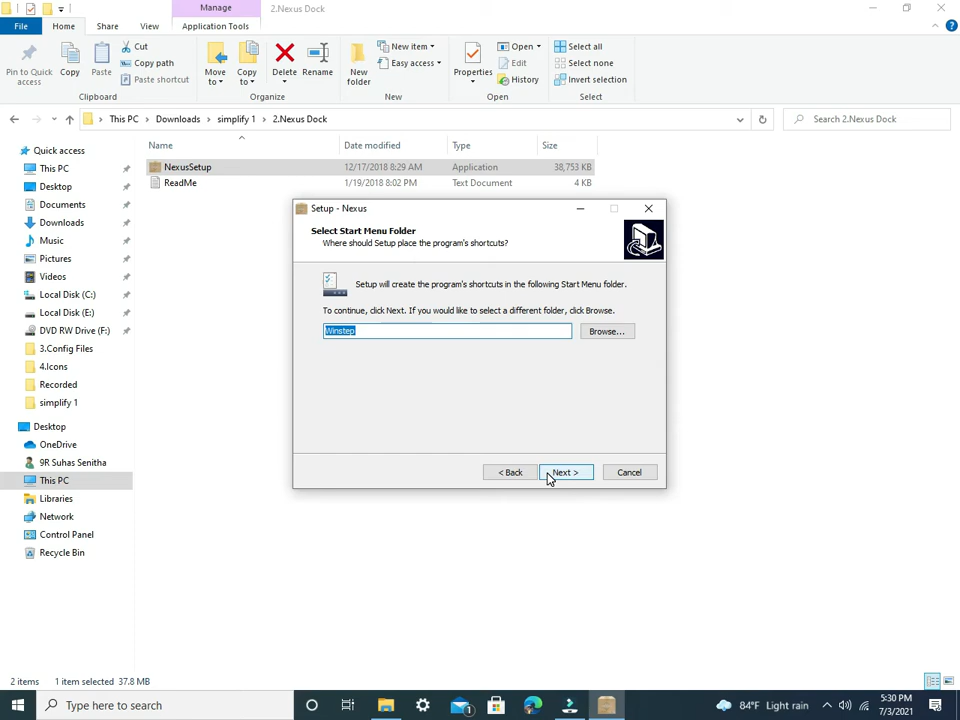 Manage
2.Nexus Dock
File
Home
Share
View
Application Tools
Pin to Quick access
Copy
Paste
Cut
Copy path
Paste shortcut
Clipboard
Move to
Copy to
Delete
Rename
Organize
New folder
New item
Easy access
New
Properties
Open
Edit
History
Open
Select all
Select none
Invert selection
Select
This PC > Downloads > simplify 1 > 2.Nexus Dock
Search 2.Nexus Dock
Name
Date modified
Type
Size
NexusSetup
12/17/2018 8:29 AM
Application
38,753 KB
ReadMe
1/19/2018 8:02 PM
Text Document
4 KB
Quick access
This PC
Desktop
Documents
Downloads
Music
Pictures
Videos
Local Disk (C:)
Local Disk (E:)
DVD RW Drive (F:)
3.Config Files
4.Icons
Recorded
simplify 1
Desktop
OneDrive
9R Suhas Senitha
This PC
Libraries
Network
Control Panel
Recycle Bin
Setup - Nexus
Select Start Menu Folder
Where should Setup place the program's shortcuts?
Setup will create the program's shortcuts in the following Start Menu folder.
To continue, click Next. If you would like to select a different folder, click Browse.
Winstep
Browse...
< Back
Next >
Cancel
2 items
1 item selected 37.8 MB
Type here to search
1
84°F Light rain
5:30 PM
7/3/2021